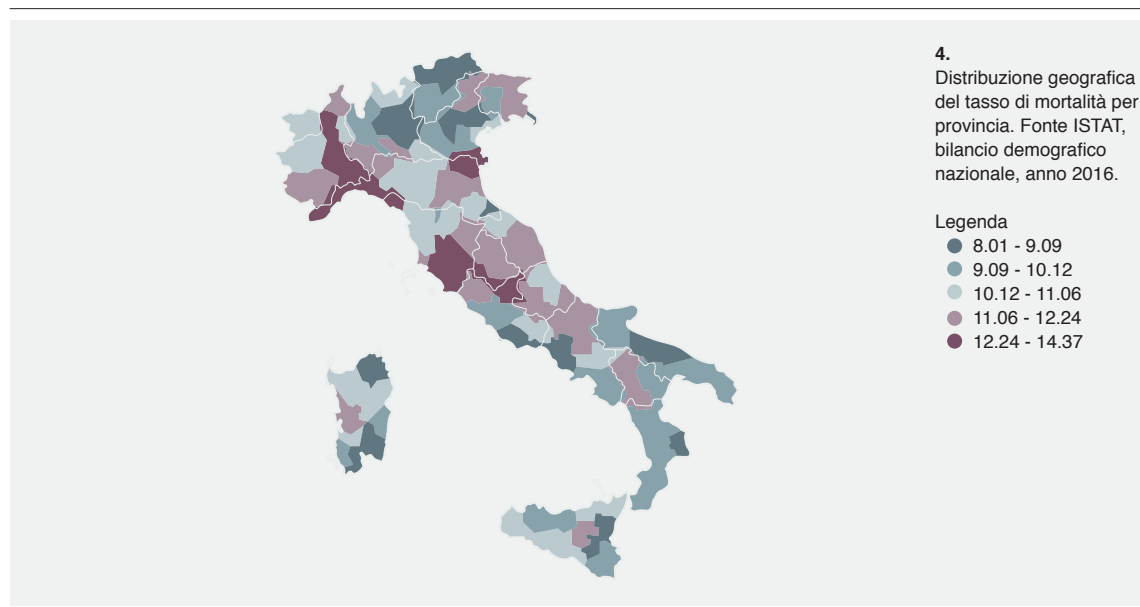 4.
Distribuzione geografica
del tasso di mortalità per
provincia. Fonte ISTAT,
bilancio demografico
nazionale, anno 2016.
Legenda
8.01 - 9.09
9.09 - 10.12
10.12 - 11.06
11.06 - 12.24
12.24 - 14.37